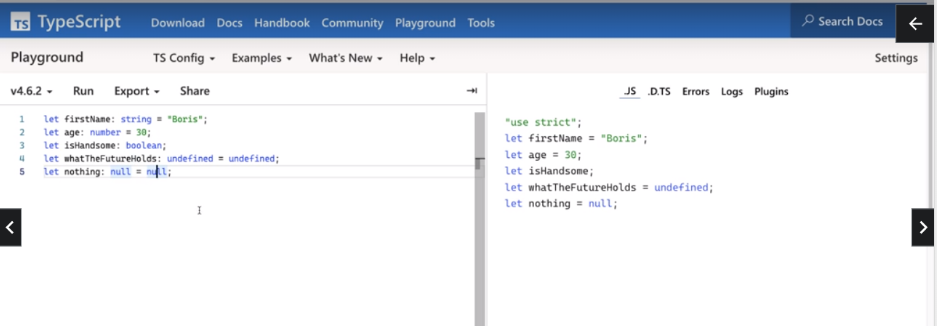 TS TypeScript Download Docs Handbook Community Playground Tools Search Docs
Playground TS Config Examples What's New Help Settings
v4.6.2 Run Export Share
1 let firstName: string = "Boris";
2 let age: number = 30;
3 let isHandsome: boolean;
4 let whatTheFutureHolds: undefined = undefined;
5 let nothing: null = null;
.JS .D.TS Errors Logs Plugins
"use strict";
let firstName = "Boris";
let age = 30;
let isHandsome;
let whatTheFutureHolds = undefined;
let nothing = null;